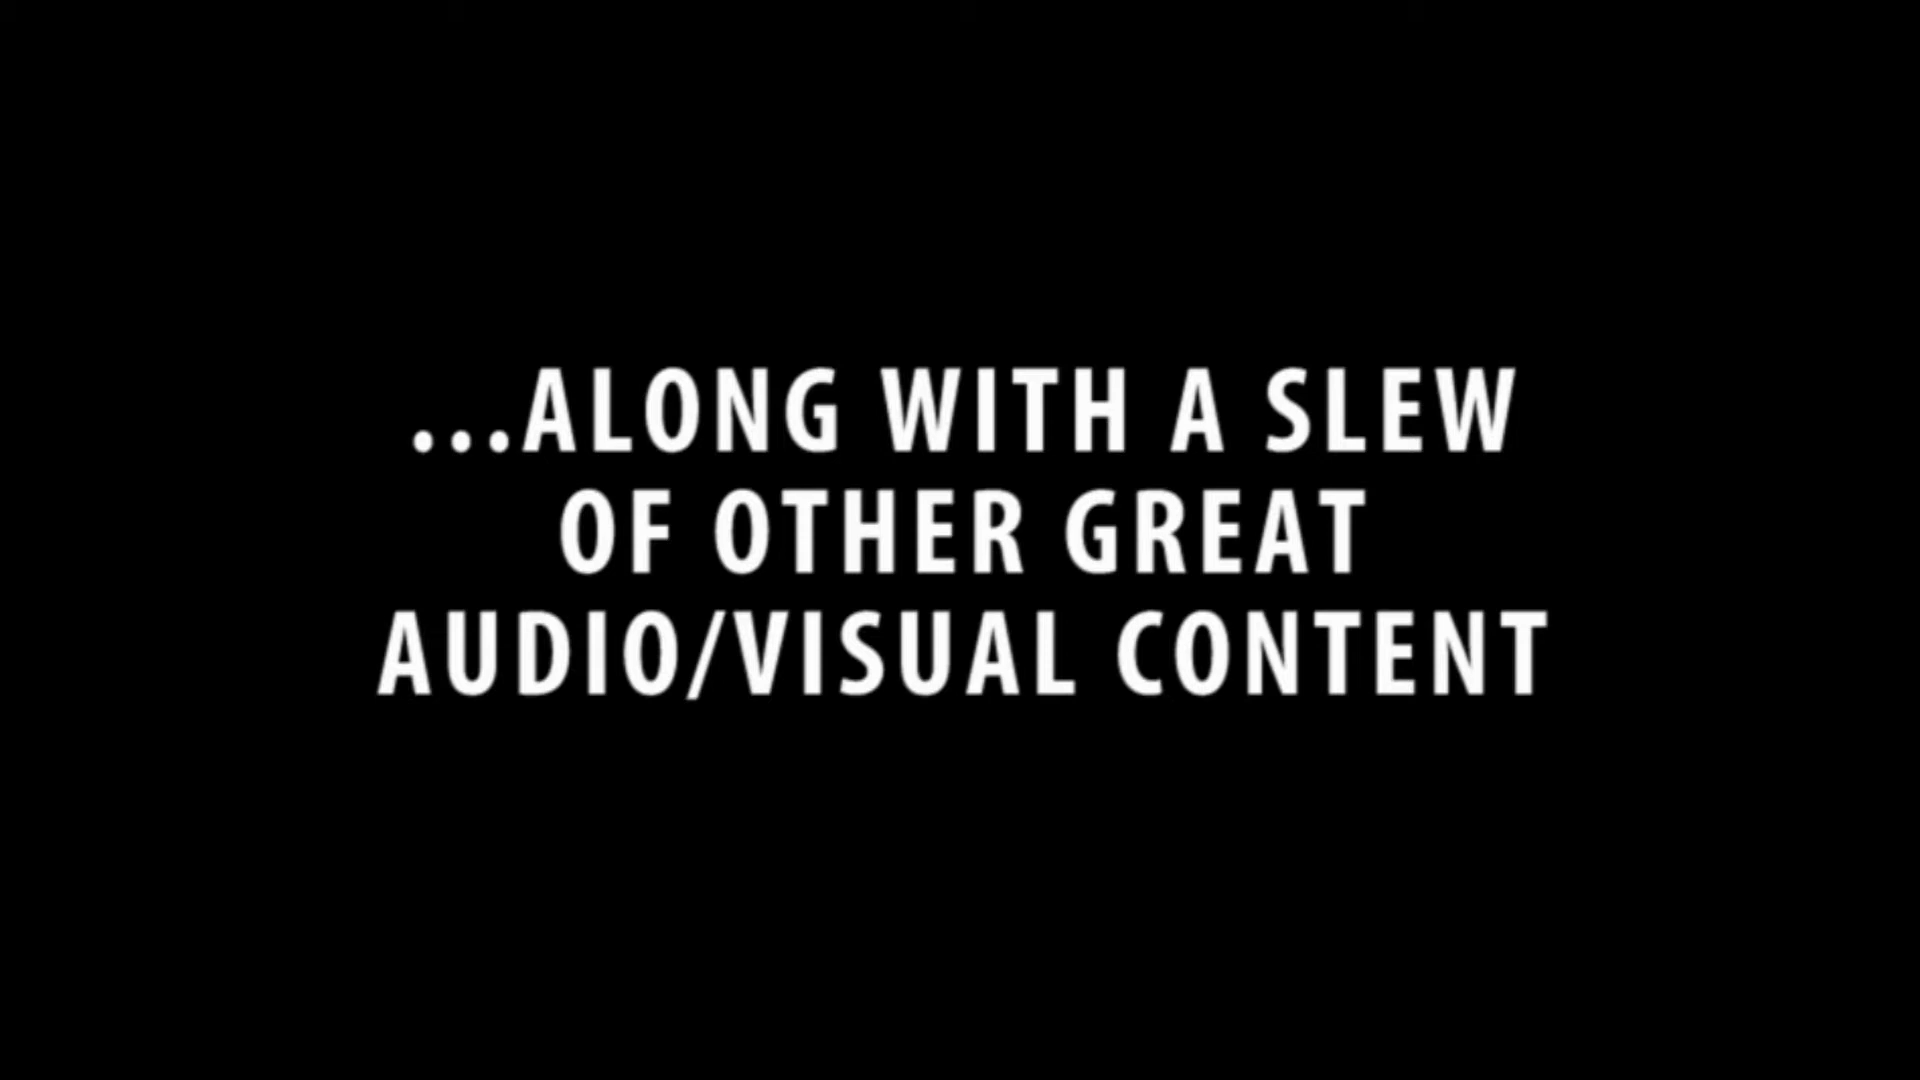 ...ALONG WITH A SLEW
OF OTHER GREAT
AUDIO/VISUAL CONTENT